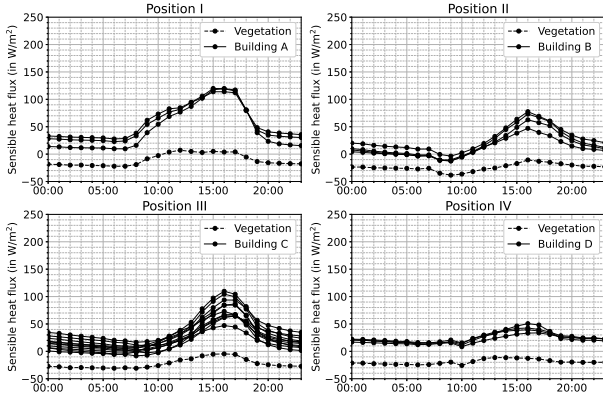 Position I
Position II
Sensible heat flux (in W/m²)
250
200
150
100
50
0
−50
Vegetation
Building A
00:00 05:00 10:00 15:00 20:00
Sensible heat flux (in W/m²)
250
200
150
100
50
0
−50
Vegetation
Building B
00:00 05:00 10:00 15:00 20:00
Position III
Position IV
Sensible heat flux (in W/m²)
250
200
150
100
50
0
−50
Vegetation
Building C
00:00 05:00 10:00 15:00 20:00
Sensible heat flux (in W/m²)
250
200
150
100
50
0
−50
Vegetation
Building D
00:00 05:00 10:00 15:00 20:00